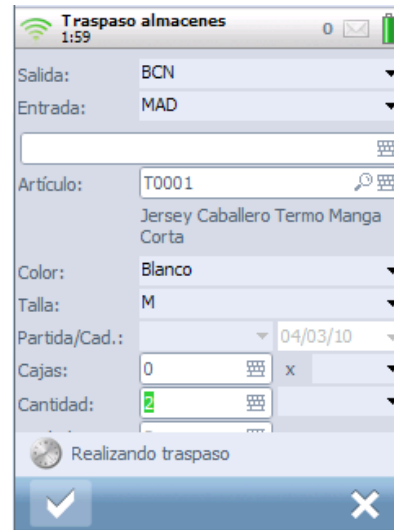 Traspaso almacenes
1:59 0
Salida: BCN
Entrada: MAD
Artículo: T0001
Jersey Caballero Termo Manga
Corta
Color: Blanco
Talla: M
Partida/Cad.: 04/03/10
Cajas: 0 x
Cantidad: 2
Realizando traspaso